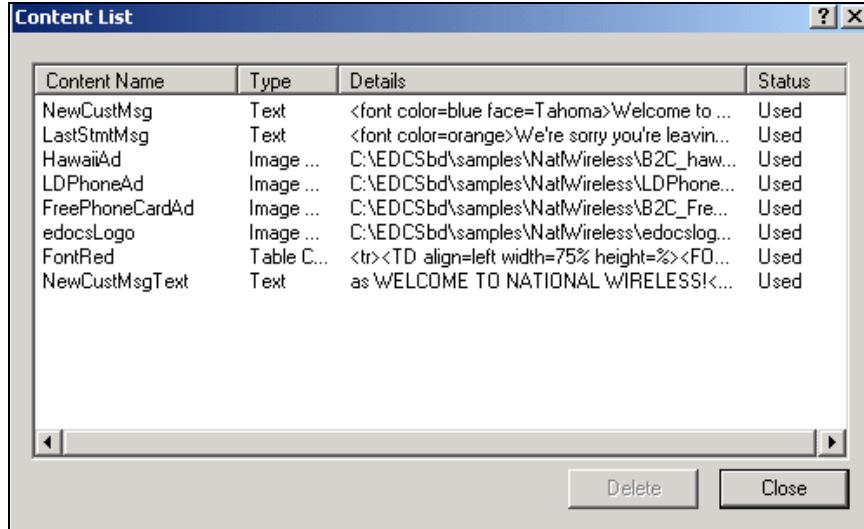 Content List
Content Name Type Details Status
NewCustMsg Text <font color=blue face=Tahoma>Welcome to ... Used
LastStmtMsg Text <font color=orange>We're sorry you're leavin... Used
HawaiiAd Image ... C:\EDCSbd\samples\NatlWireless\B2C_haw... Used
LDPhoneAd Image ... C:\EDCSbd\samples\NatlWireless\LDPhone... Used
FreePhoneCardAd Image ... C:\EDCSbd\samples\NatlWireless\B2C_Fre... Used
edocsLogo Image ... C:\EDCSbd\samples\NatlWireless\edocslog... Used
FontRed Table C... <tr><TD align=left width=75% height=%><FO... Used
NewCustMsgText Text as WELCOME TO NATIONAL WIRELESS!<... Used
Delete Close